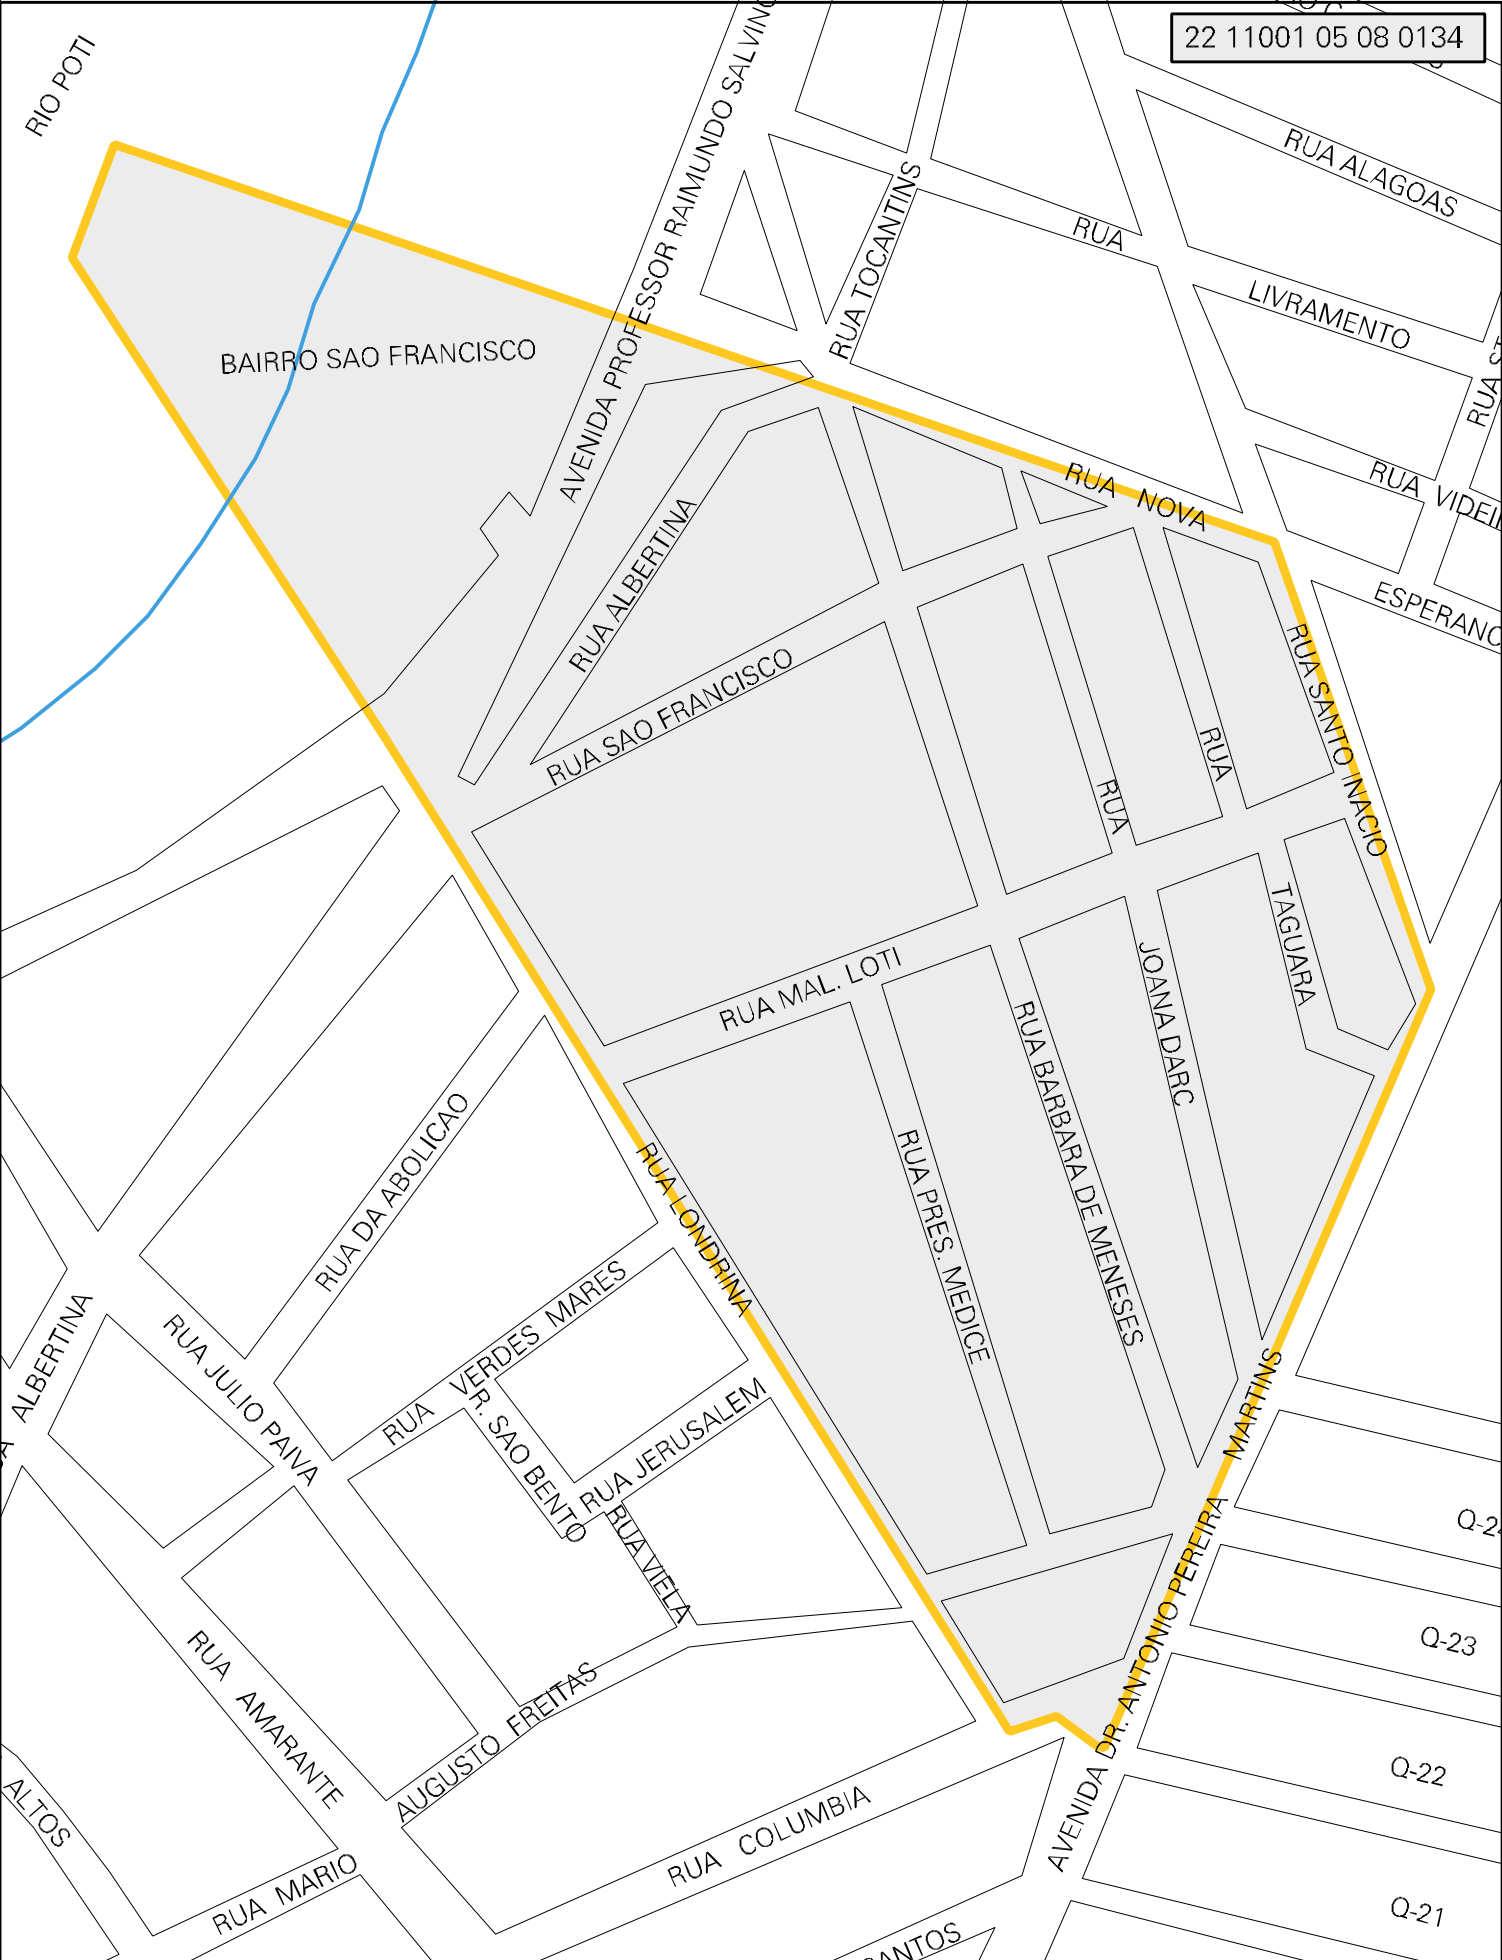 22 11001 05 08 0134
RIO POTI
AVENIDA PROFESSOR RAIMUNDO SALVINO
RUA ALAGOAS
RUA TOCANTINS
RUA
LIVRAMENTO
BAIRRO SAO FRANCISCO
RUA
RUA NOVA
RUA VIDEI
ESPERANC
RUA ALBERTINA
RUA SAO FRANCISCO
RUA SANTO INACIO
RUA
RUA
TAGUARA
RUA MAL. LOTI
JOANA DARC
RUA BARBARA DE MENESES
RUA PRES. MEDICE
RUA DA ABOLICAO
RUA LONDRINA
ALBERTINA
RUA JULIO PAIVA
RUA VERDES MARES
R. SAO BENTO
RUA JERUSALEM
RUA VIELA
AVENIDA DR. ANTONIO PEREIRA MARTINS
Q-23
RUA AMARANTE
AUGUSTO FREITAS
Q-22
ALTOS
RUA COLUMBIA
RUA MARIO
Q-21
ANTOS